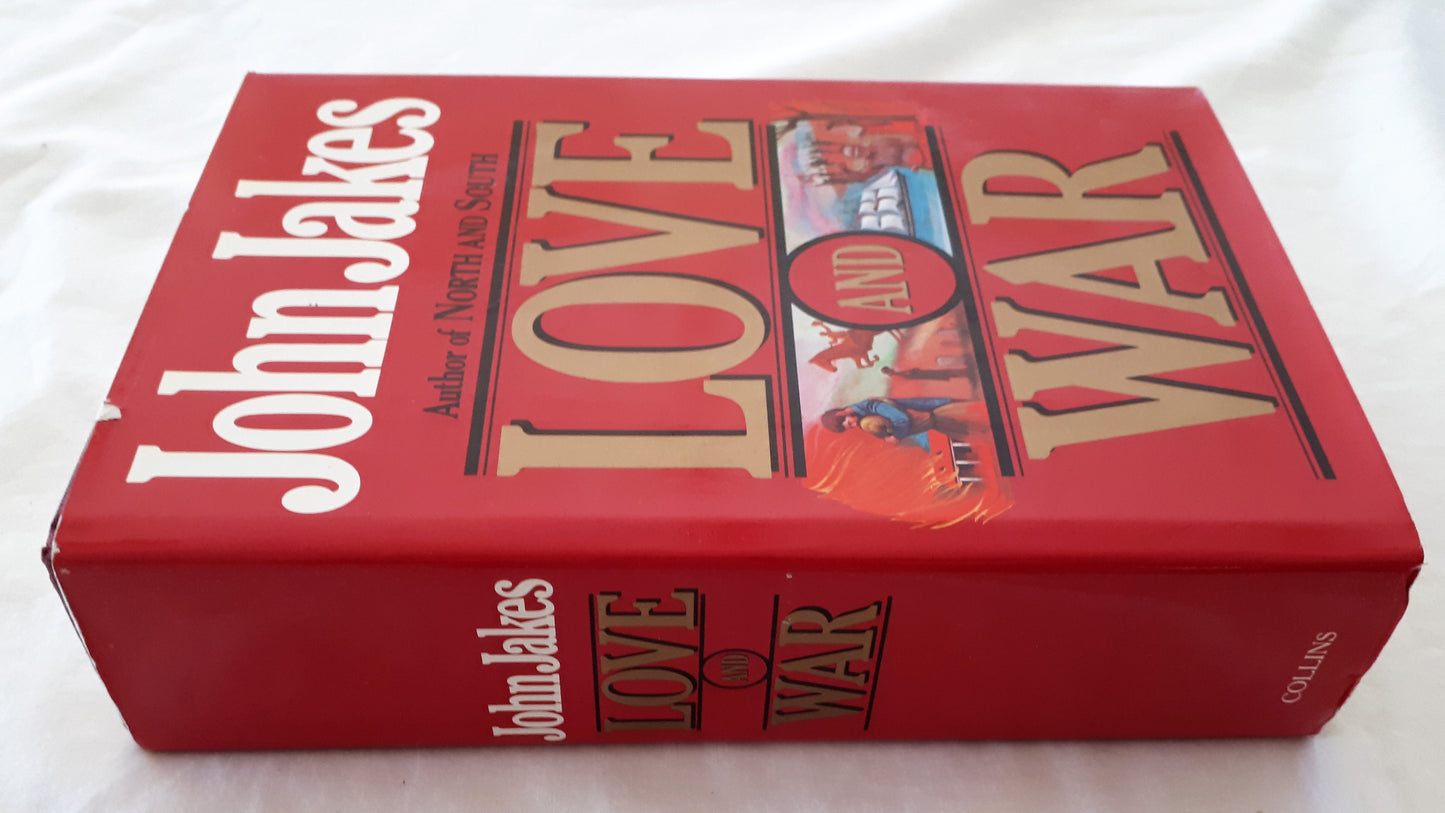 John Jakes
Author of NORTH AND SOUTH
LOVE
AND
WAR
John Jakes
LOVE
AND
WAR
COLLINS